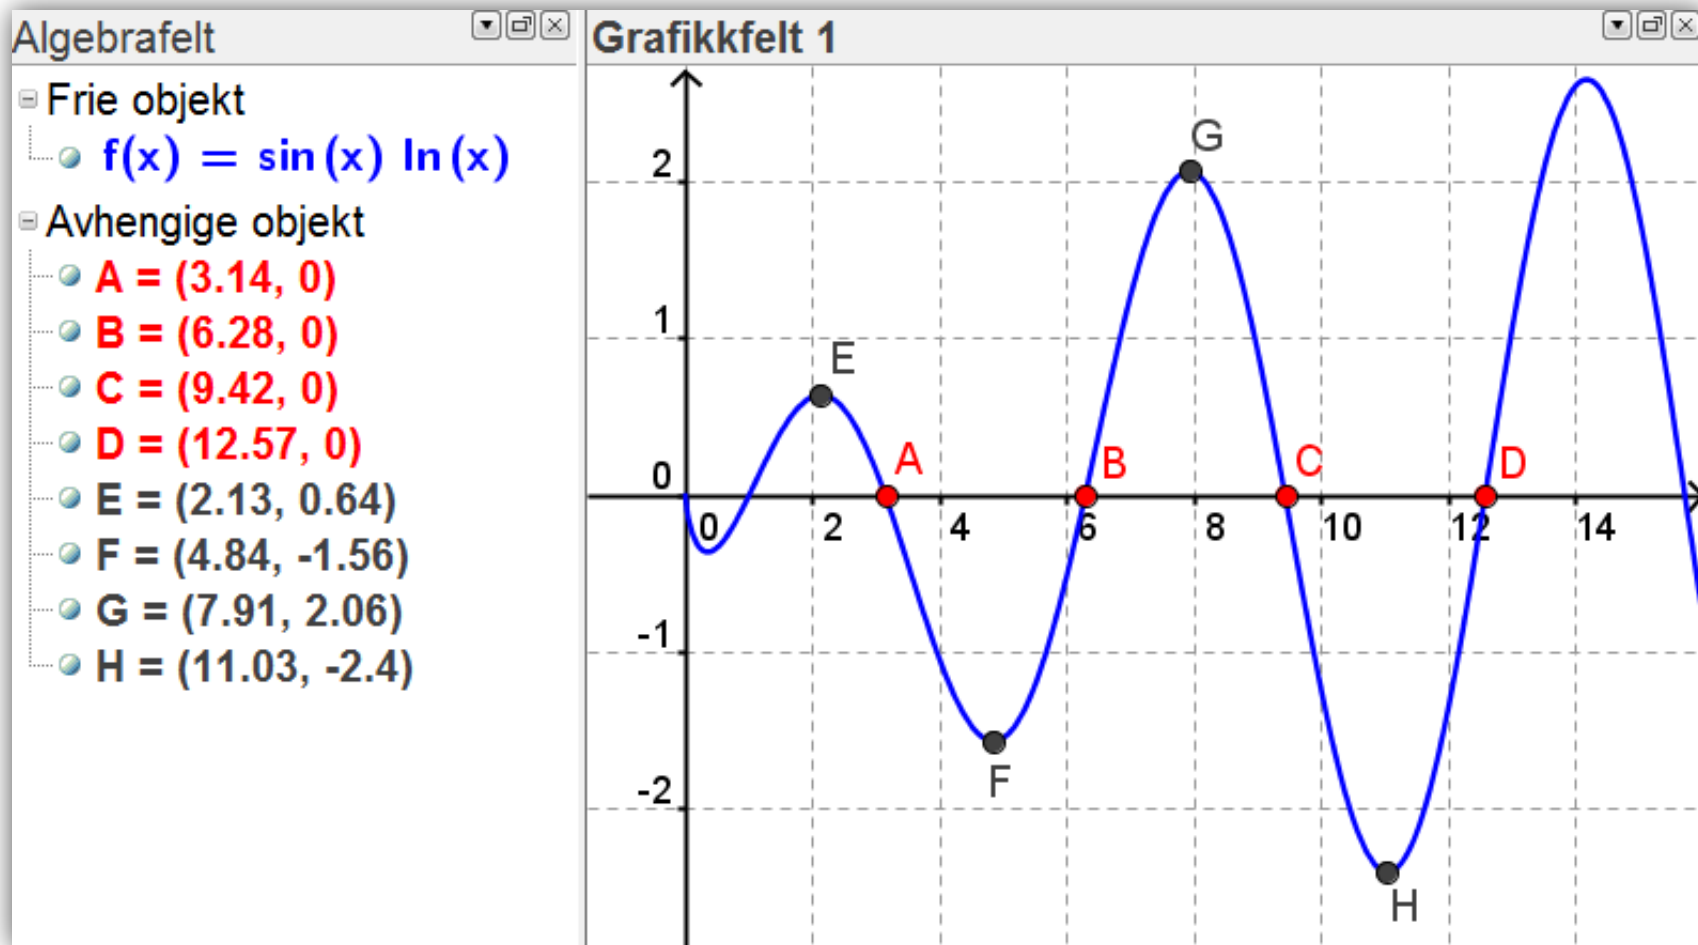 Algebrafelt
Frie objekt
f(x) = sin(x) ln(x)
Avhengige objekt
A = (3.14, 0)
B = (6.28, 0)
C = (9.42, 0)
D = (12.57, 0)
E = (2.13, 0.64)
F = (4.84, -1.56)
G = (7.91, 2.06)
H = (11.03, -2.4)
Grafikkfelt 1
G
2
1
E
0
A
B
C
D
0 2 4 6 8 10 12 14
-1
F
-2
H